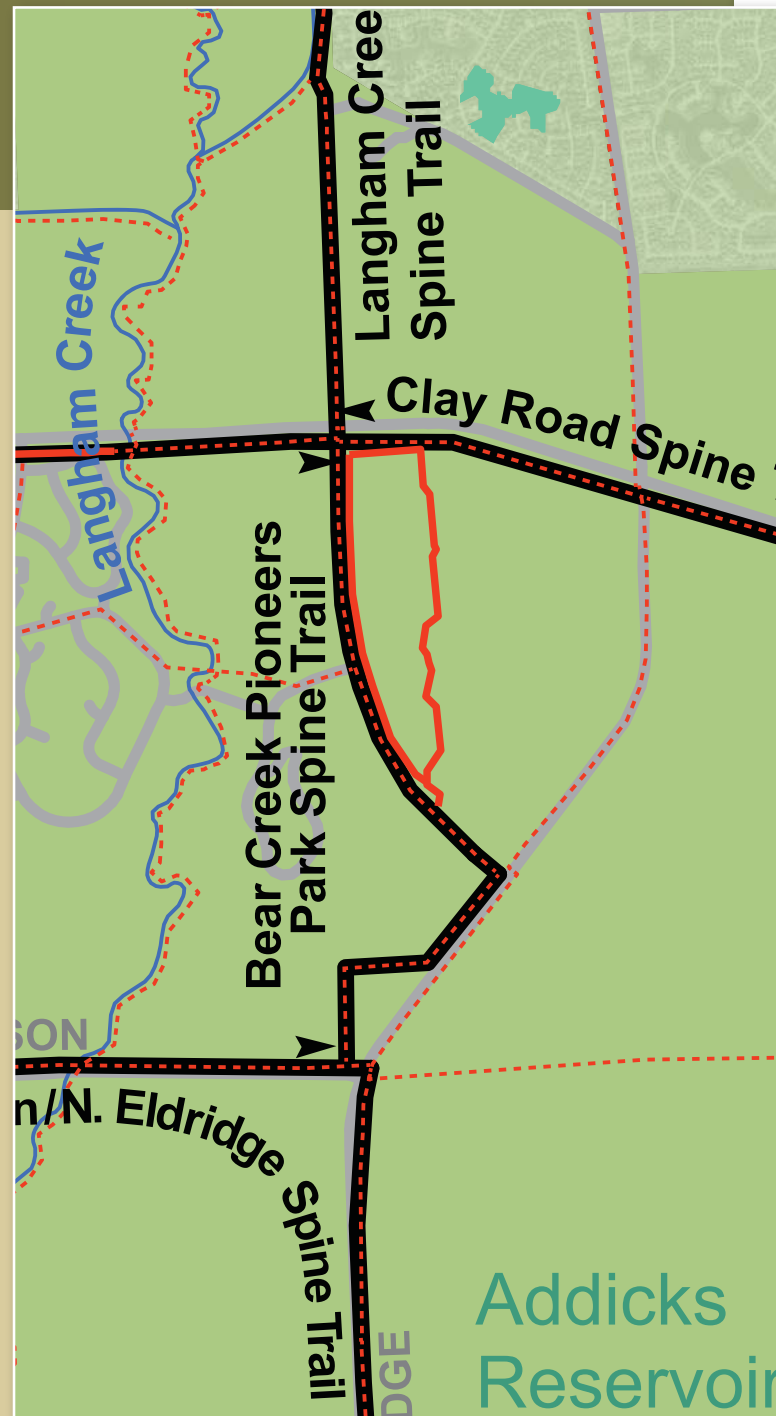 Langham Cree
Spine Trail
Langham Creek
Clay Road Spine
Bear Creek Pioneers
Park Spine Trail
SON
n/N. Eldridge Spine Trail
DGE
Addicks
Reservoir